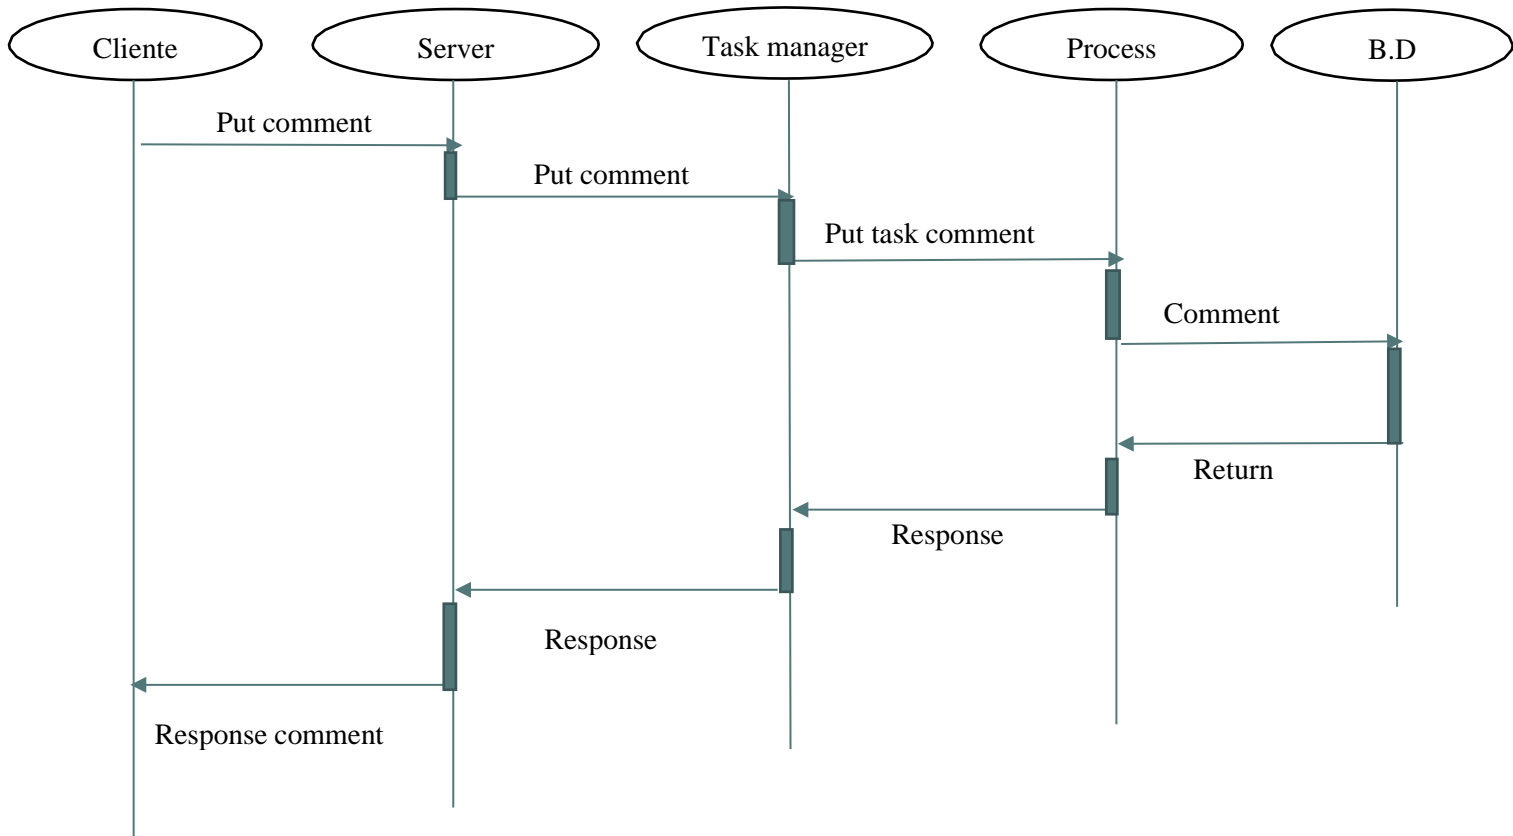 Cliente
Server
Task manager
Process
B.D
Put comment
Put comment
Put task comment
Comment
Return
Response
Response
Response comment